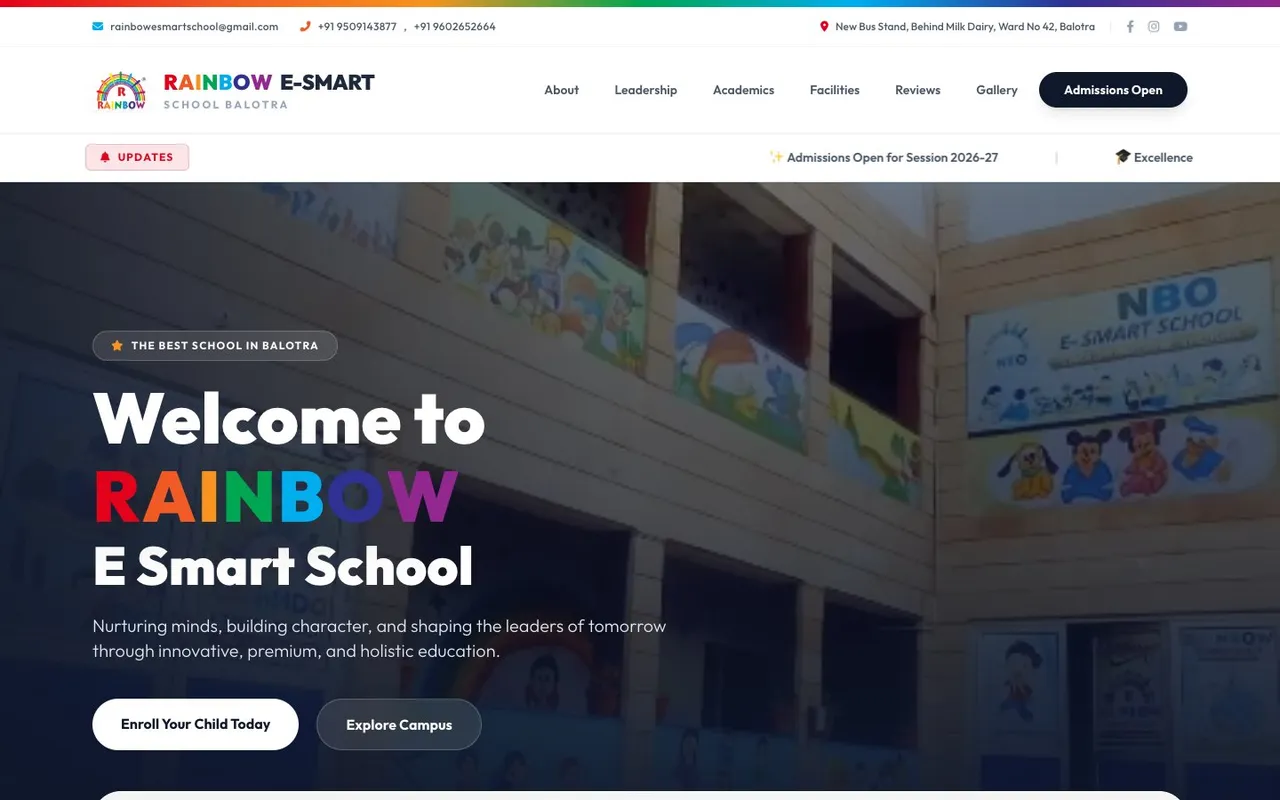 rainbowesmartschool@gmail.com +91 9509143877 , +91 9602652664 New Bus Stand, Behind Milk Dairy, Ward No 42, Balotra
R
RAINBOW
RAINBOW E-SMART
SCHOOL BALOTRA
About Leadership Academics Facilities Reviews Gallery Admissions Open
UPDATES ✨ Admissions Open for Session 2026-27 | 🎓 Excellence
NBO
E-SMART SCHOOL
THE BEST SCHOOL IN BALOTRA
Welcome to
RAINBOW
E Smart School
Nurturing minds, building character, and shaping the leaders of tomorrow
through innovative, premium, and holistic education.
Enroll Your Child Today Explore Campus